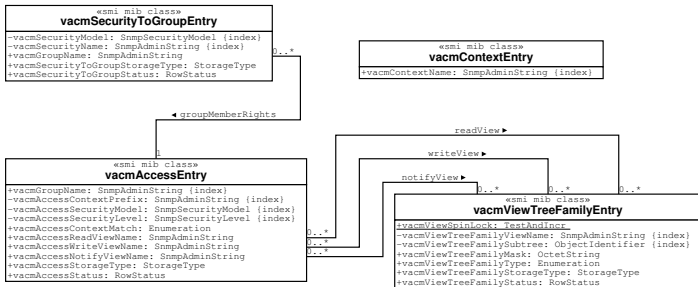 «smi mib class»
vacmSecurityToGroupEntry
-vacmSecurityModel: SnmpSecurityModel {index}
-vacmSecurityName: SnmpAdminString {index}
+vacmGroupName: SnmpAdminString
+vacmSecurityToGroupStorageType: StorageType
+vacmSecurityToGroupStatus: RowStatus
0..*
«smi mib class»
vacmContextEntry
+vacmContextName: SnmpAdminString {index}
◄ groupMemberRights
1
readView ►
writeView ►
notifyView ►
«smi mib class»
vacmAccessEntry
+vacmGroupName: SnmpAdminString {index}
-vacmAccessContextPrefix: SnmpAdminString {index}
-vacmAccessSecurityModel: SnmpSecurityModel {index}
-vacmAccessSecurityLevel: SnmpSecurityLevel {index}
+vacmAccessContextMatch: Enumeration
+vacmAccessReadViewName: SnmpAdminString
+vacmAccessWriteViewName: SnmpAdminString
+vacmAccessNotifyViewName: SnmpAdminString
+vacmAccessStorageType: StorageType
+vacmAccessStatus: RowStatus
0..*
0..*
0..*
0..*
0..*
0..*
«smi mib class»
vacmViewTreeFamilyEntry
+vacmViewSpinLock: TestAndIncr
-vacmViewTreeFamilyViewName: SnmpAdminString {index}
-vacmViewTreeFamilySubtree: ObjectIdentifier {index}
+vacmViewTreeFamilyMask: OctetString
+vacmViewTreeFamilyType: Enumeration
+vacmViewTreeFamilyStorageType: StorageType
+vacmViewTreeFamilyStatus: RowStatus